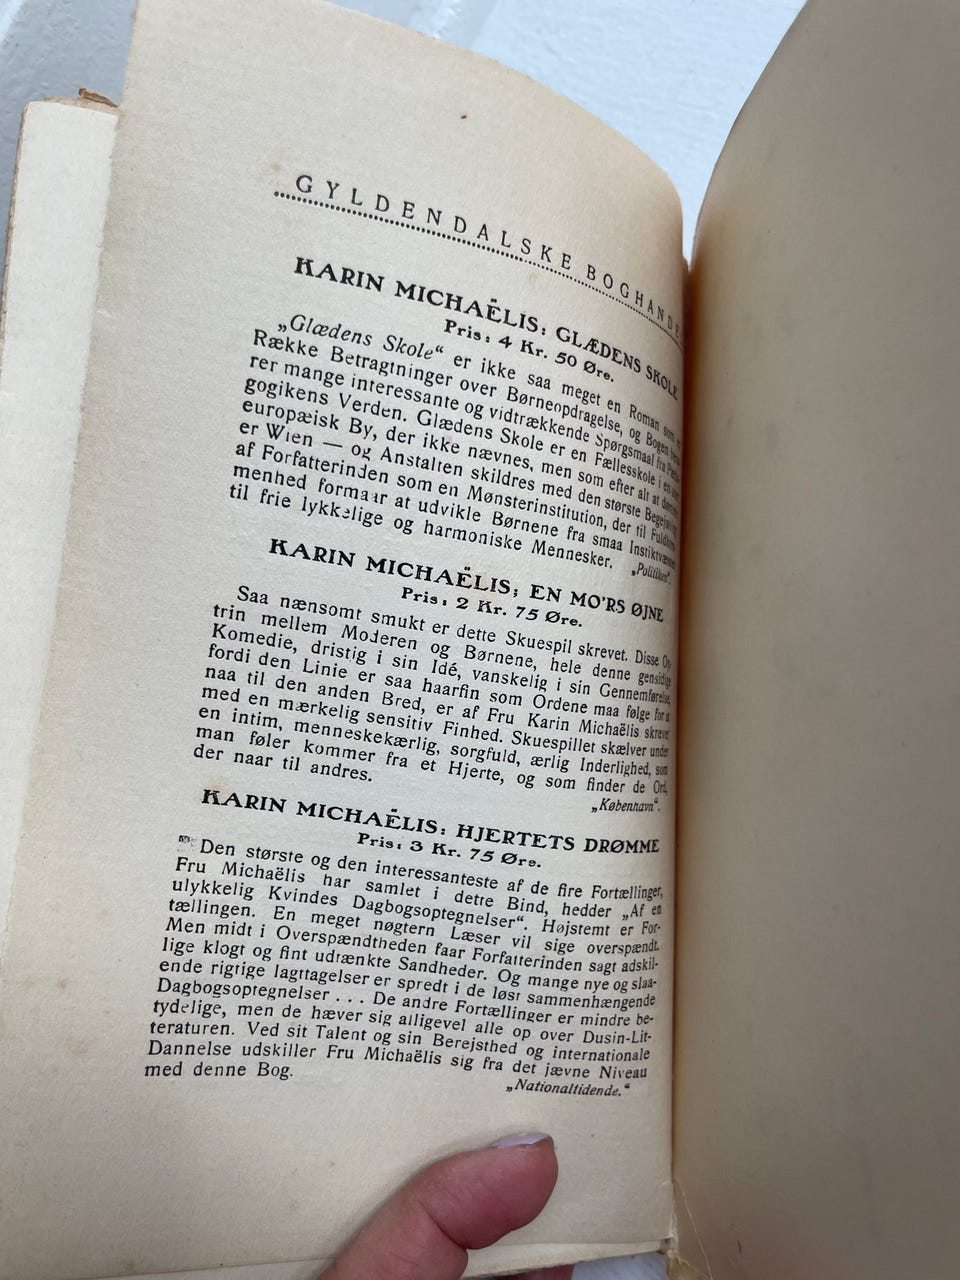 GYLDENDALSKE BOGHANDE
KARIN MICHAËLIS: GLÆDENS SKOLE
Pris: 4 Kr. 50 Øre.
„Glædens Skole“ er ikke saa meget en Roman som
Række Betragtninger over Børneopdragelse, og Bogen
rer mange interessante og vidtrækkende Spørgsmaal fra
gogikens Verden. Glædens Skole er en Fællesskole i en
europæisk By, der ikke nævnes, men som efter alt at
er Wien — og Anstalten skildres med den største
af Forfatterinden som en Mønsterinstitution, der til
menhed formaar at udvikle Børnene fra smaa
til frie lykkelige og harmoniske Mennesker. „Politiken“.
KARIN MICHAËLIS; EN MO'RS ØJNE
Pris: 2 Kr. 75 Øre.
Saa nænsomt smukt er dette Skuespil skrevet. Disse Op-
trin mellem Moderen og Børnene, hele denne gensidige
Komedie, dristig i sin Idé, vanskelig i sin Gennemførelse,
fordi den Linie er saa haarfin som Ordene maa følge for at
naa til den anden Bred, er af Fru Karin Michaëlis skrevet
med en mærkelig sensitiv Finhed. Skuespillet skælver under
en intim, menneskekærlig, sorgfuld, ærlig Inderlighed, som
man føler kommer fra et Hjerte, og som finder de Ord,
der naar til andres.
„København“.
KARIN MICHAËLIS: HJERTETS DRØMME
Pris: 3 Kr. 75 Øre.
Den største og den interessanteste af de fire Fortællinger,
Fru Michaëlis har samlet i dette Bind, hedder „Af en
ulykkelig Kvindes Dagbogsoptegnelser“. Højstemt er For-
tællingen. En meget nøgtern Læser vil sige overspændt.
Men midt i Overspændtheden faar Forfatterinden sagt adskil-
lige klogt og fint udtænkte Sandheder. Og mange nye og slaa-
ende rigtige Iagttagelser er spredt i de løst sammenhængende
Dagbogsoptegnelser . . . De andre Fortællinger er mindre be-
tydelige, men de hæver sig alligevel alle op over Dusin-Lit-
teraturen. Ved sit Talent og sin Berejsthed og internationale
Dannelse udskiller Fru Michaëlis sig fra det jævne Niveau
med denne Bog.
„Nationaltidende.“